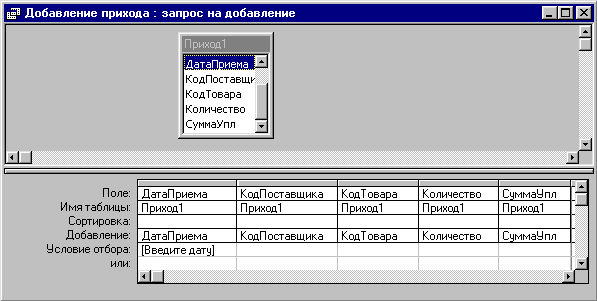 Добавление прихода : запрос на добавление
Приход1
ДатаПриема
КодПоставщи
КодТовара
Количество
СуммаУпл
Поле: ДатаПриема КодПоставщика КодТовара Количество СуммаУпл
Имя таблицы: Приход1 Приход1 Приход1 Приход1 Приход1
Сортировка:
Добавление: ДатаПриема КодПоставщика КодТовара Количество СуммаУпл
Условие отбора: [Введите дату]
или: